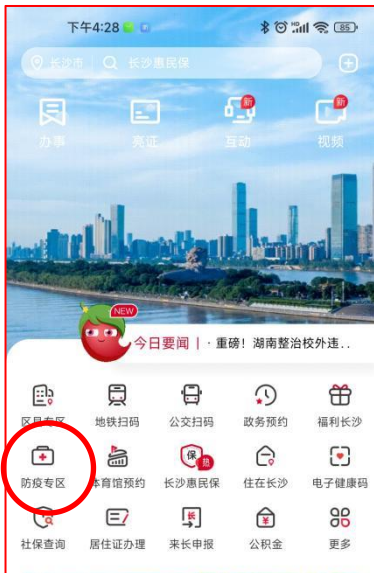 下午4:28 85
长沙市 长沙惠民保
新 新
办事 亮证 互动 视频
NEW
今日要闻 | · 重磅！湖南整治校外违..
区县专区 地铁扫码 公交扫码 政务预约 福利长沙
保 热
防疫专区 体育馆预约 长沙惠民保 住在长沙 电子健康码
社保查询 居住证办理 来长申报 公积金 更多